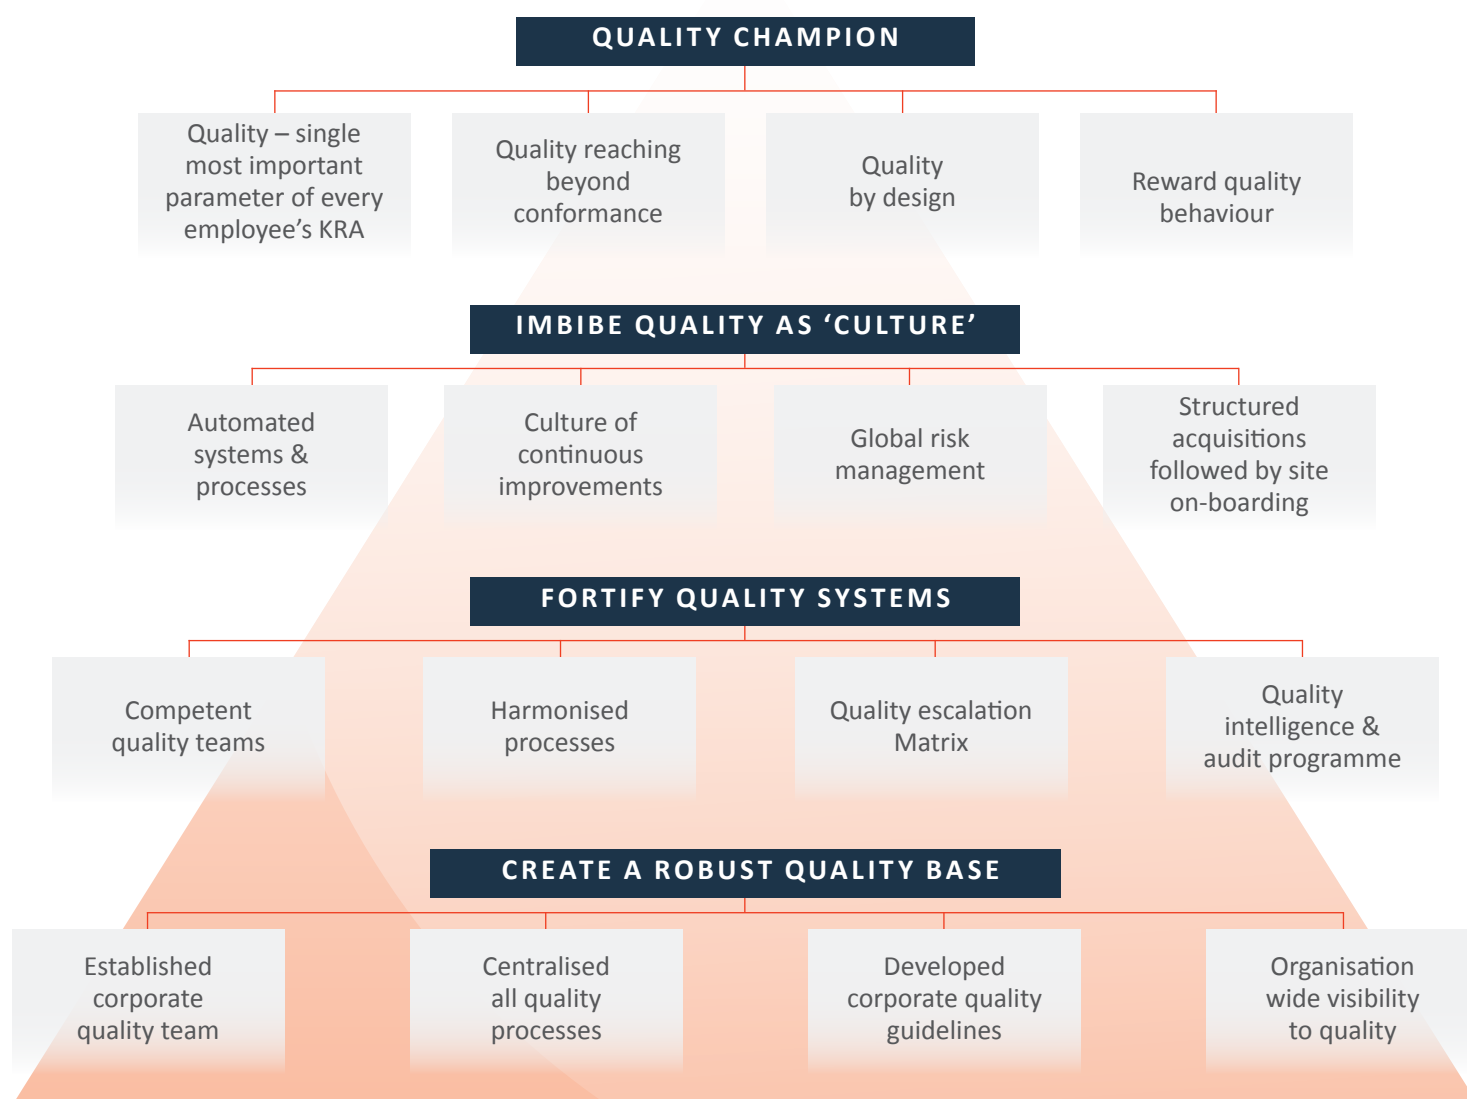 QUALITY CHAMPION
Quality – single
most important
parameter of every
employee’s KRA
Quality reaching
beyond
conformance
Quality
by design
Reward quality
behaviour
IMBIBE QUALITY AS ‘CULTURE’
Automated
systems &
processes
Culture of
continuous
improvements
Global risk
management
Structured
acquisitions
followed by site
on-boarding
FORTIFY QUALITY SYSTEMS
Competent
quality teams
Harmonised
processes
Quality escalation
Matrix
Quality
intelligence &
audit programme
CREATE A ROBUST QUALITY BASE
Established
corporate
quality team
Centralised
all quality
processes
Developed
corporate quality
guidelines
Organisation
wide visibility
to quality